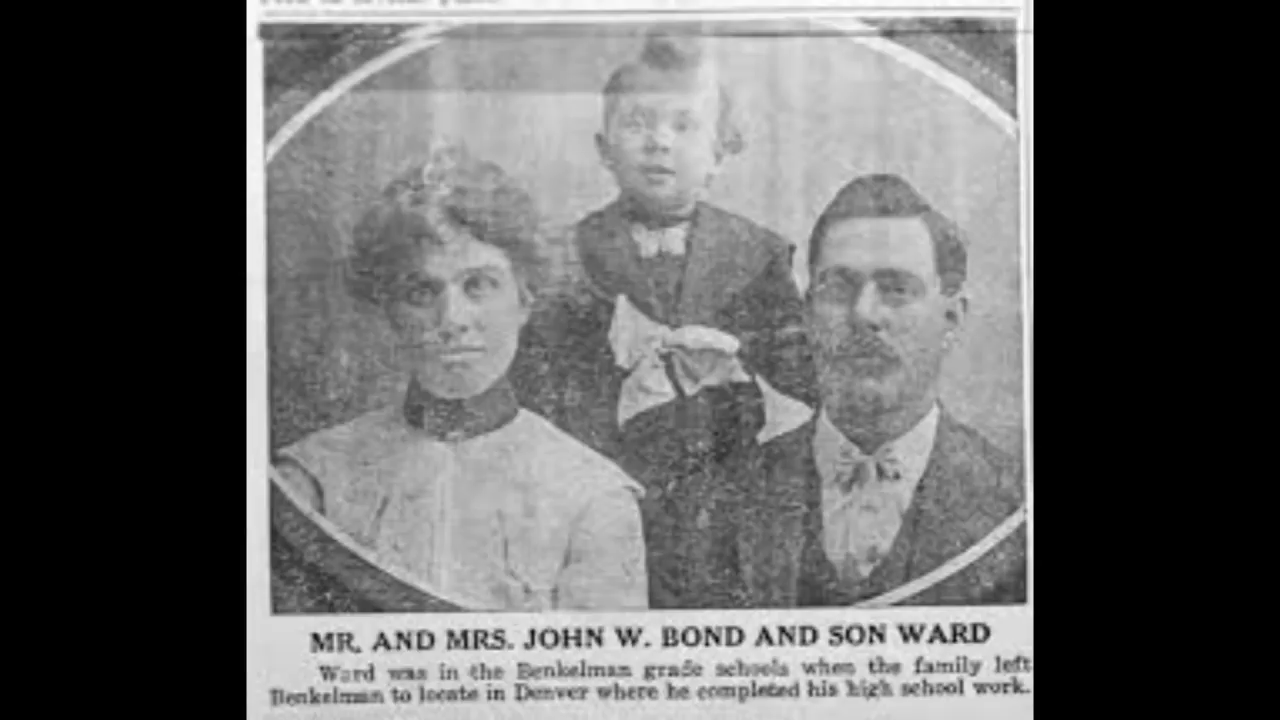 MR. AND MRS. JOHN W. BOND AND SON WARD
Ward was in the Benkelman grade schools when the family left
Benkelman to locate in Denver where he completed his high school work.